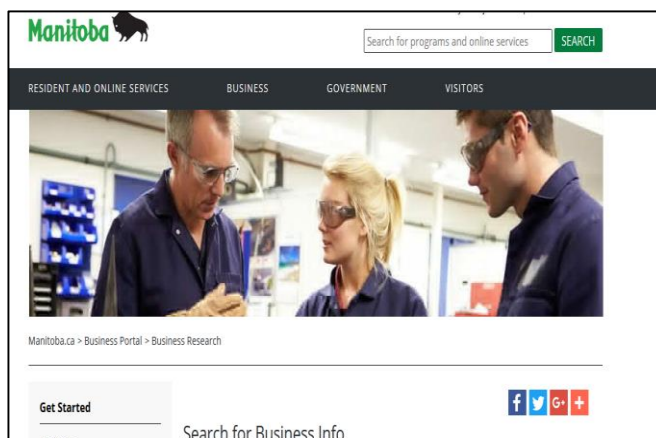 Manitoba
Search for programs and online services SEARCH
RESIDENT AND ONLINE SERVICES BUSINESS GOVERNMENT VISITORS
Manitoba.ca > Business Portal > Business Research
Get Started
f G+ +
Search for Business Info